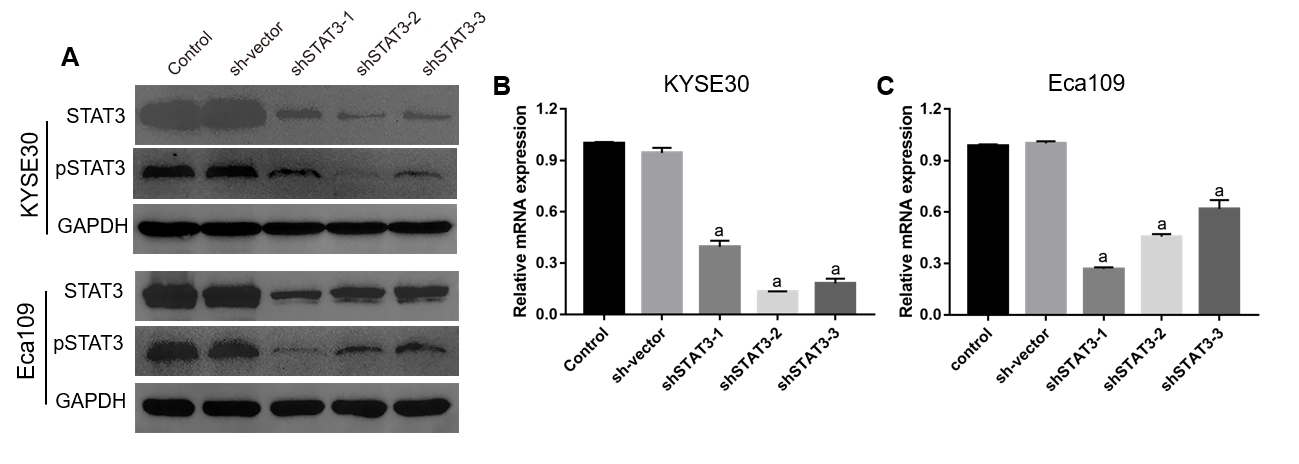 A
Control
sh-vector
shSTAT3-1
shSTAT3-2
shSTAT3-3
KYSE30
STAT3
pSTAT3
GAPDH
Eca109
STAT3
pSTAT3
GAPDH
B
KYSE30
Relative mRNA expression
1.2
0.9
0.6
0.3
0.0
a
a
a
Control
sh-vector
shSTAT3-1
shSTAT3-2
shSTAT3-3
C
Eca109
Relative mRNA expression
1.2
0.9
0.6
0.3
0.0
a
a
a
control
sh-vector
shSTAT3-1
shSTAT3-2
shSTAT3-3